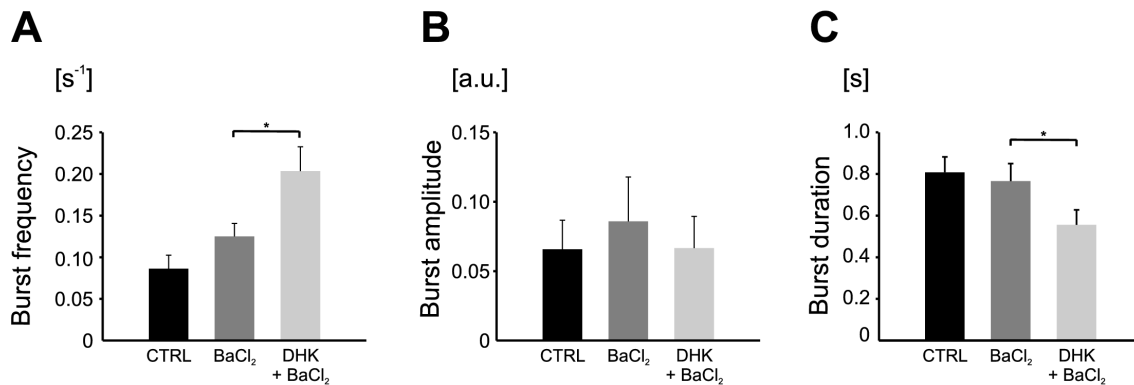 A
[s⁻¹]
Burst frequency
0.25
0.20
0.15
0.10
0.05
0
*
CTRL
BaCl₂
DHK
+ BaCl₂
B
[a.u.]
Burst amplitude
0.15
0.10
0.05
0
CTRL
BaCl₂
DHK
+ BaCl₂
C
[s]
Burst duration
1.0
0.8
0.6
0.4
0.2
0
*
CTRL
BaCl₂
DHK
+ BaCl₂